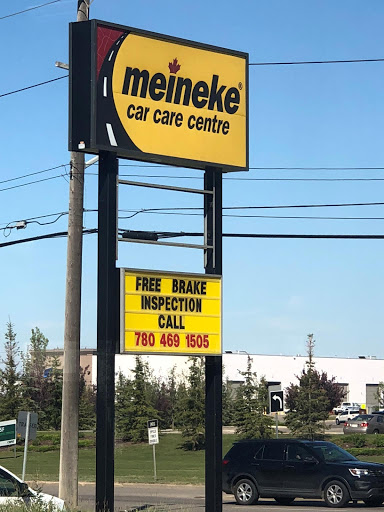 meineke®
car care centre
FREE BRAKE
INSPECTION
CALL
780 469 1505